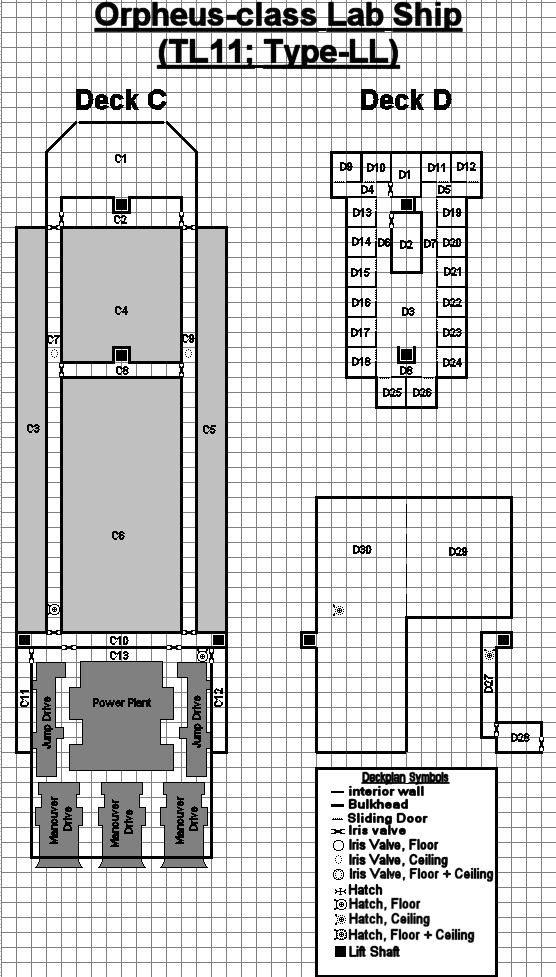 Orpheus-class Lab Ship
(TL11; Type-LL)
Deck C
Deck D
C1
C2
C4
C7
C9
C8
C3
C5
C6
C10
C13
C11
C12
Power Plant
Jump Drive
Jump Drive
Manouver
Drive
Manouver
Drive
Manouver
Drive
D9
D10
D1
D11
D12
D4
D5
D13
D19
D14
D6
D2
D7
D20
D15
D21
D16
D3
D22
D17
D23
D18
D8
D24
D25
D26
D30
D29
D27
D28
Deckplan Symbols
interior wall
Bulkhead
Sliding Door
Iris valve
Iris Valve, Floor
Iris Valve, Ceiling
Iris Valve, Floor + Ceiling
Hatch
Hatch, Floor
Hatch, Ceiling
Hatch, Floor + Ceiling
Lift Shaft